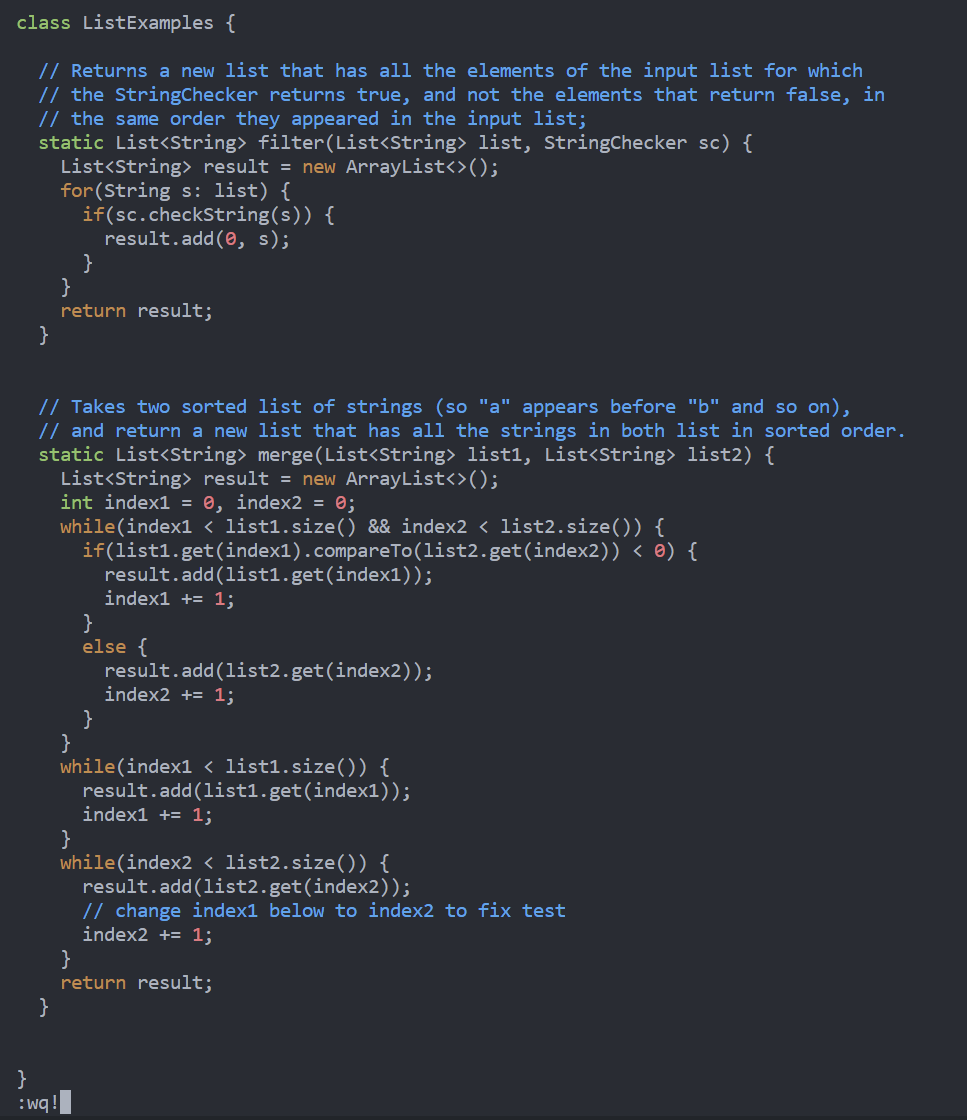 class ListExamples {
  // Returns a new list that has all the elements of the input list for which
  // the StringChecker returns true, and not the elements that return false, in
  // the same order they appeared in the input list;
  static List<String> filter(List<String> list, StringChecker sc) {
    List<String> result = new ArrayList<>();
    for(String s: list) {
      if(sc.checkString(s)) {
        result.add(0, s);
      }
    }
    return result;
  }
  // Takes two sorted list of strings (so "a" appears before "b" and so on),
  // and return a new list that has all the strings in both list in sorted order.
  static List<String> merge(List<String> list1, List<String> list2) {
    List<String> result = new ArrayList<>();
    int index1 = 0, index2 = 0;
    while(index1 < list1.size() && index2 < list2.size()) {
      if(list1.get(index1).compareTo(list2.get(index2)) < 0) {
        result.add(list1.get(index1));
        index1 += 1;
      }
      else {
        result.add(list2.get(index2));
        index2 += 1;
      }
    }
    while(index1 < list1.size()) {
      result.add(list1.get(index1));
      index1 += 1;
    }
    while(index2 < list2.size()) {
      result.add(list2.get(index2));
      // change index1 below to index2 to fix test
      index2 += 1;
    }
    return result;
  }
}
:wq!